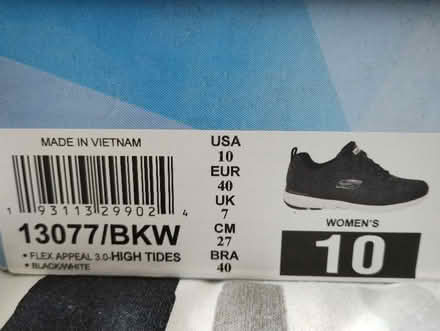 MADE IN VIETNAM
1 93113 29902 4
13077/BKW
• FLEX APPEAL 3.0-HIGH TIDES
• BLACK/WHITE
USA
10
EUR
40
UK
7
CM
27
BRA
40
WOMEN'S
10